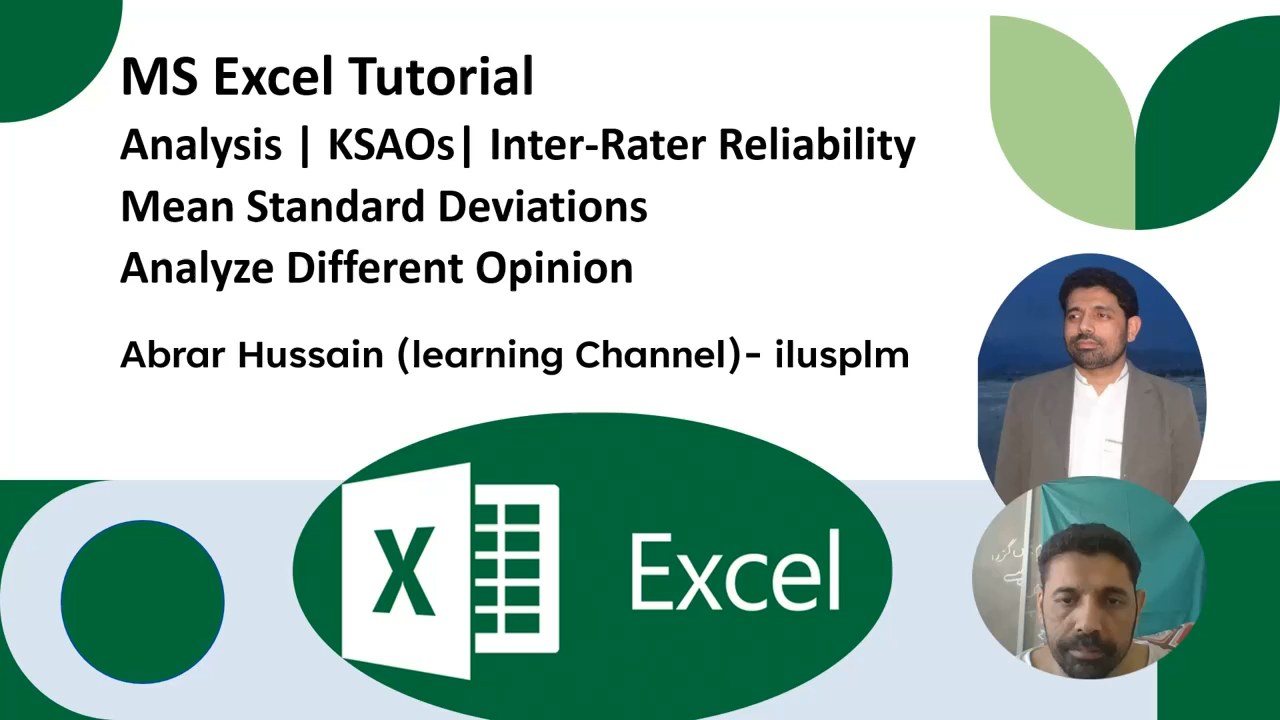 MS Excel Tutorial
Analysis | KSAOs| Inter-Rater Reliability
Mean Standard Deviations
Analyze Different Opinion
Abrar Hussain (learning Channel)- ilusplm
X Excel